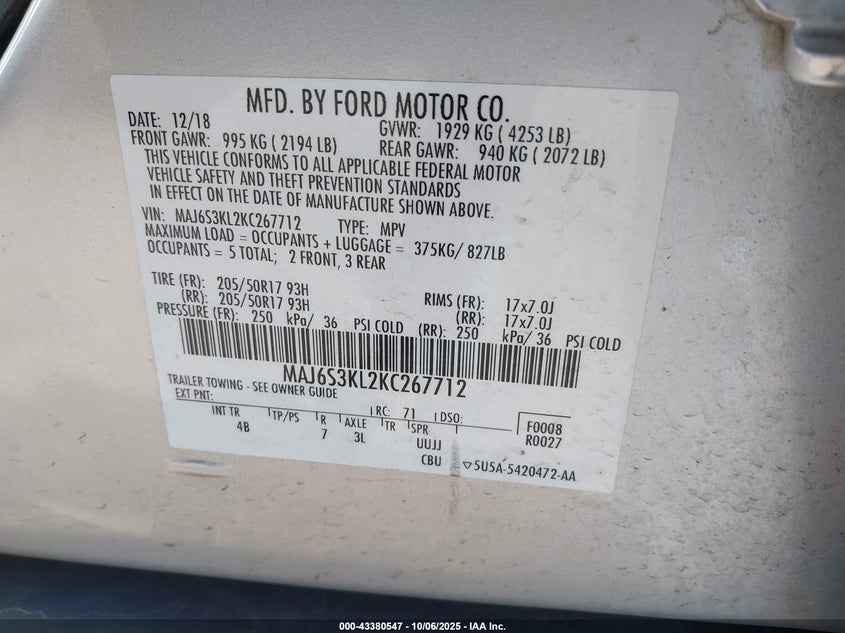 MFD. BY FORD MOTOR CO.
DATE: 12/18 GVWR: 1929 KG ( 4253 LB)
FRONT GAWR: 995 KG ( 2194 LB) REAR GAWR: 940 KG ( 2072 LB)
THIS VEHICLE CONFORMS TO ALL APPLICABLE FEDERAL MOTOR
VEHICLE SAFETY AND THEFT PREVENTION STANDARDS
IN EFFECT ON THE DATE OF MANUFACTURE SHOWN ABOVE.
VIN: MAJ6S3KL2KC267712 TYPE: MPV
MAXIMUM LOAD = OCCUPANTS + LUGGAGE = 375KG/ 827LB
OCCUPANTS = 5 TOTAL; 2 FRONT, 3 REAR
TIRE (FR): 205/50R17 93H RIMS (FR): 17x7.0J
(RR): 205/50R17 93H (RR): 17x7.0J
PRESSURE (FR): 250 kPa/ 36 PSI COLD (RR): 250 kPa/ 36 PSI COLD
MAJ6S3KL2KC267712
TRAILER TOWING - SEE OWNER GUIDE
EXT PNT: RC: 71 DSO: F0008
INT TR TP/PS R AXLE TR SPR R0027
4B 7 3L UUJJ
CBU ▽5U5A-5420472-AA
000-43380547 - 10/06/2025 - IAA Inc.